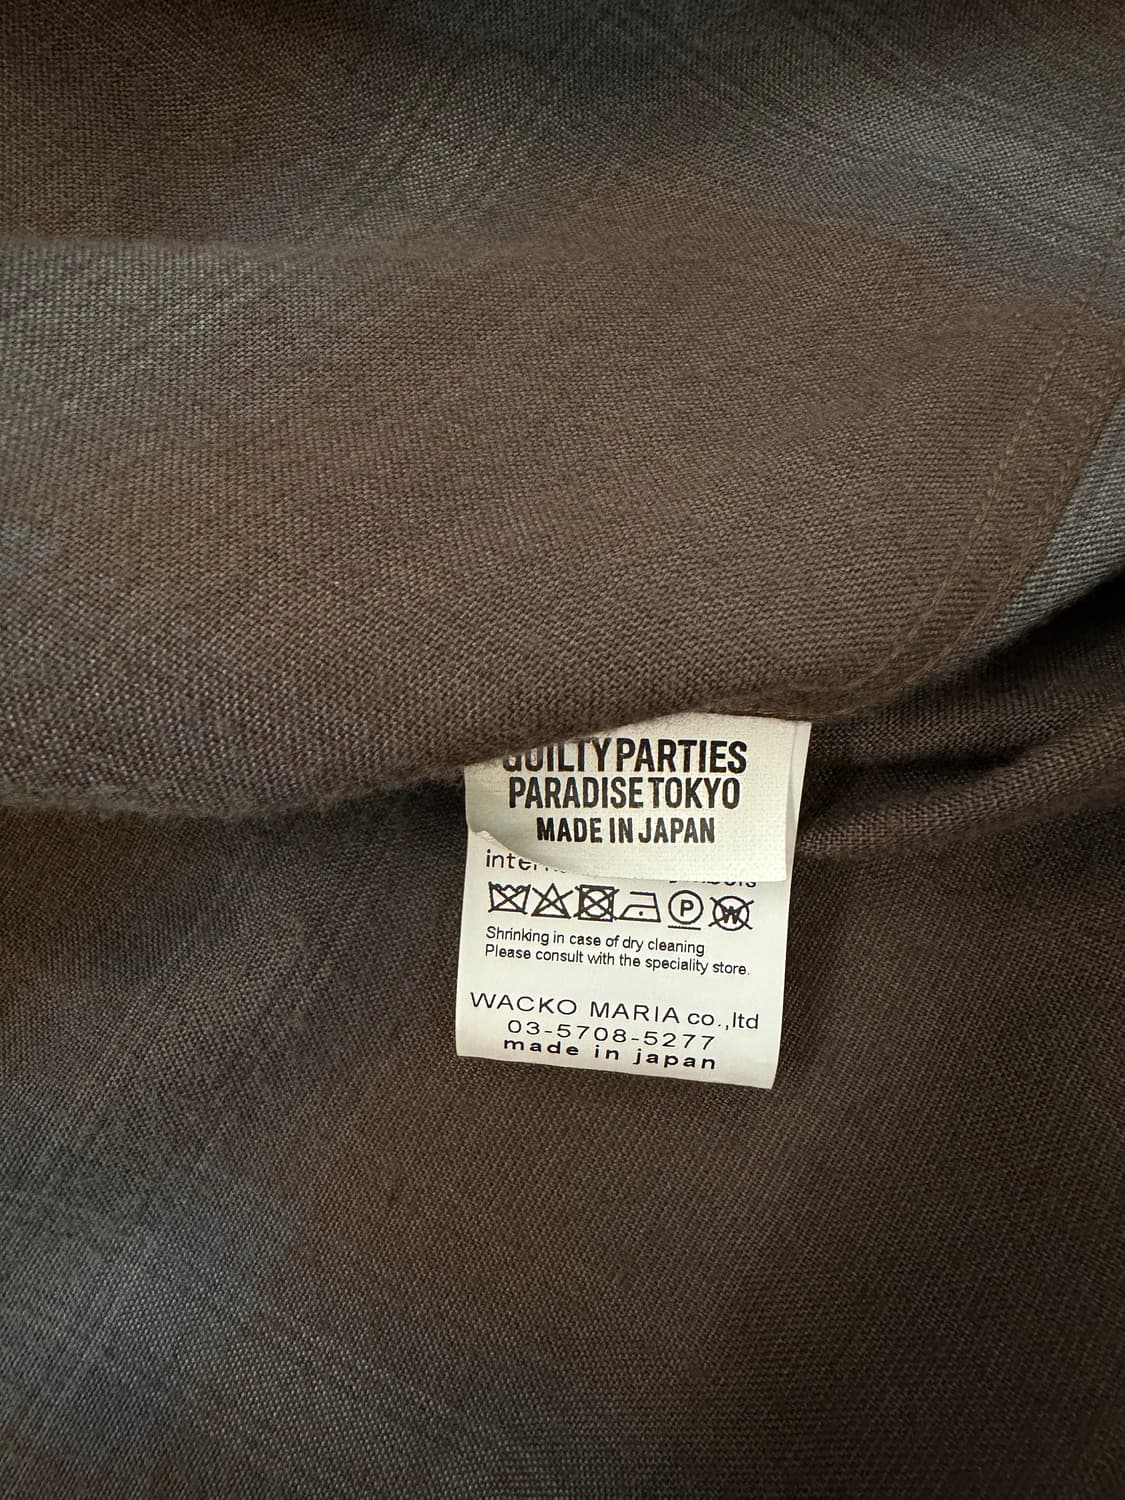 GUILTY PARTIES
PARADISE TOKYO
MADE IN JAPAN
P
W
Shrinking in case of dry cleaning
Please consult with the speciality store.
WACKO MARIA co.,ltd
03-5708-5277
made in japan